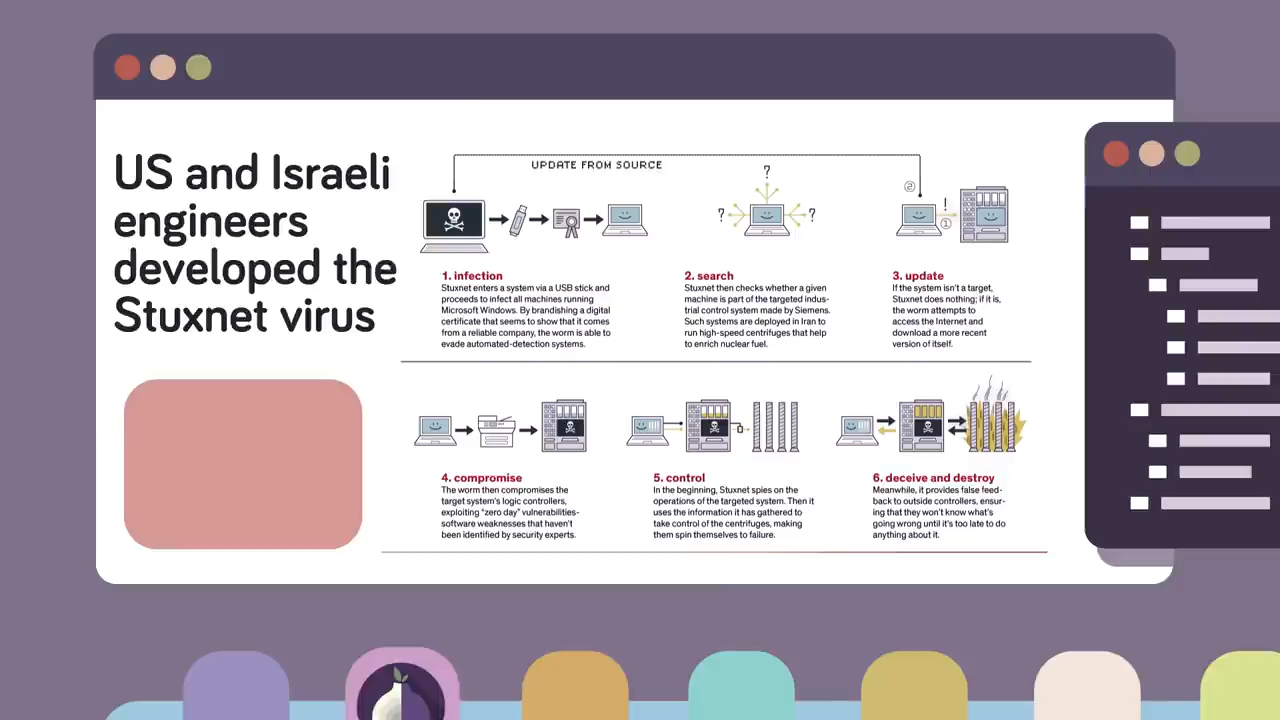 US and Israeli
engineers
developed the
Stuxnet virus
UPDATE FROM SOURCE
?
?
?
②
!
①
1. infection
Stuxnet enters a system via a USB stick and
proceeds to infect all machines running
Microsoft Windows. By brandishing a digital
certificate that seems to show that it comes
from a reliable company, the worm is able to
evade automated-detection systems.
2. search
Stuxnet then checks whether a given
machine is part of the targeted indus-
trial control system made by Siemens.
Such systems are deployed in Iran to
run high-speed centrifuges that help
to enrich nuclear fuel.
3. update
If the system isn't a target,
Stuxnet does nothing; if it is,
the worm attempts to
access the Internet and
download a more recent
version of itself.
4. compromise
The worm then compromises the
target system's logic controllers,
exploiting "zero day" vulnerabilities-
software weaknesses that haven't
been identified by security experts.
5. control
In the beginning, Stuxnet spies on the
operations of the targeted system. Then it
uses the information it has gathered to
take control of the centrifuges, making
them spin themselves to failure.
6. deceive and destroy
Meanwhile, it provides false feed-
back to outside controllers, ensur-
ing that they won't know what's
going wrong until it's too late to do
anything about it.